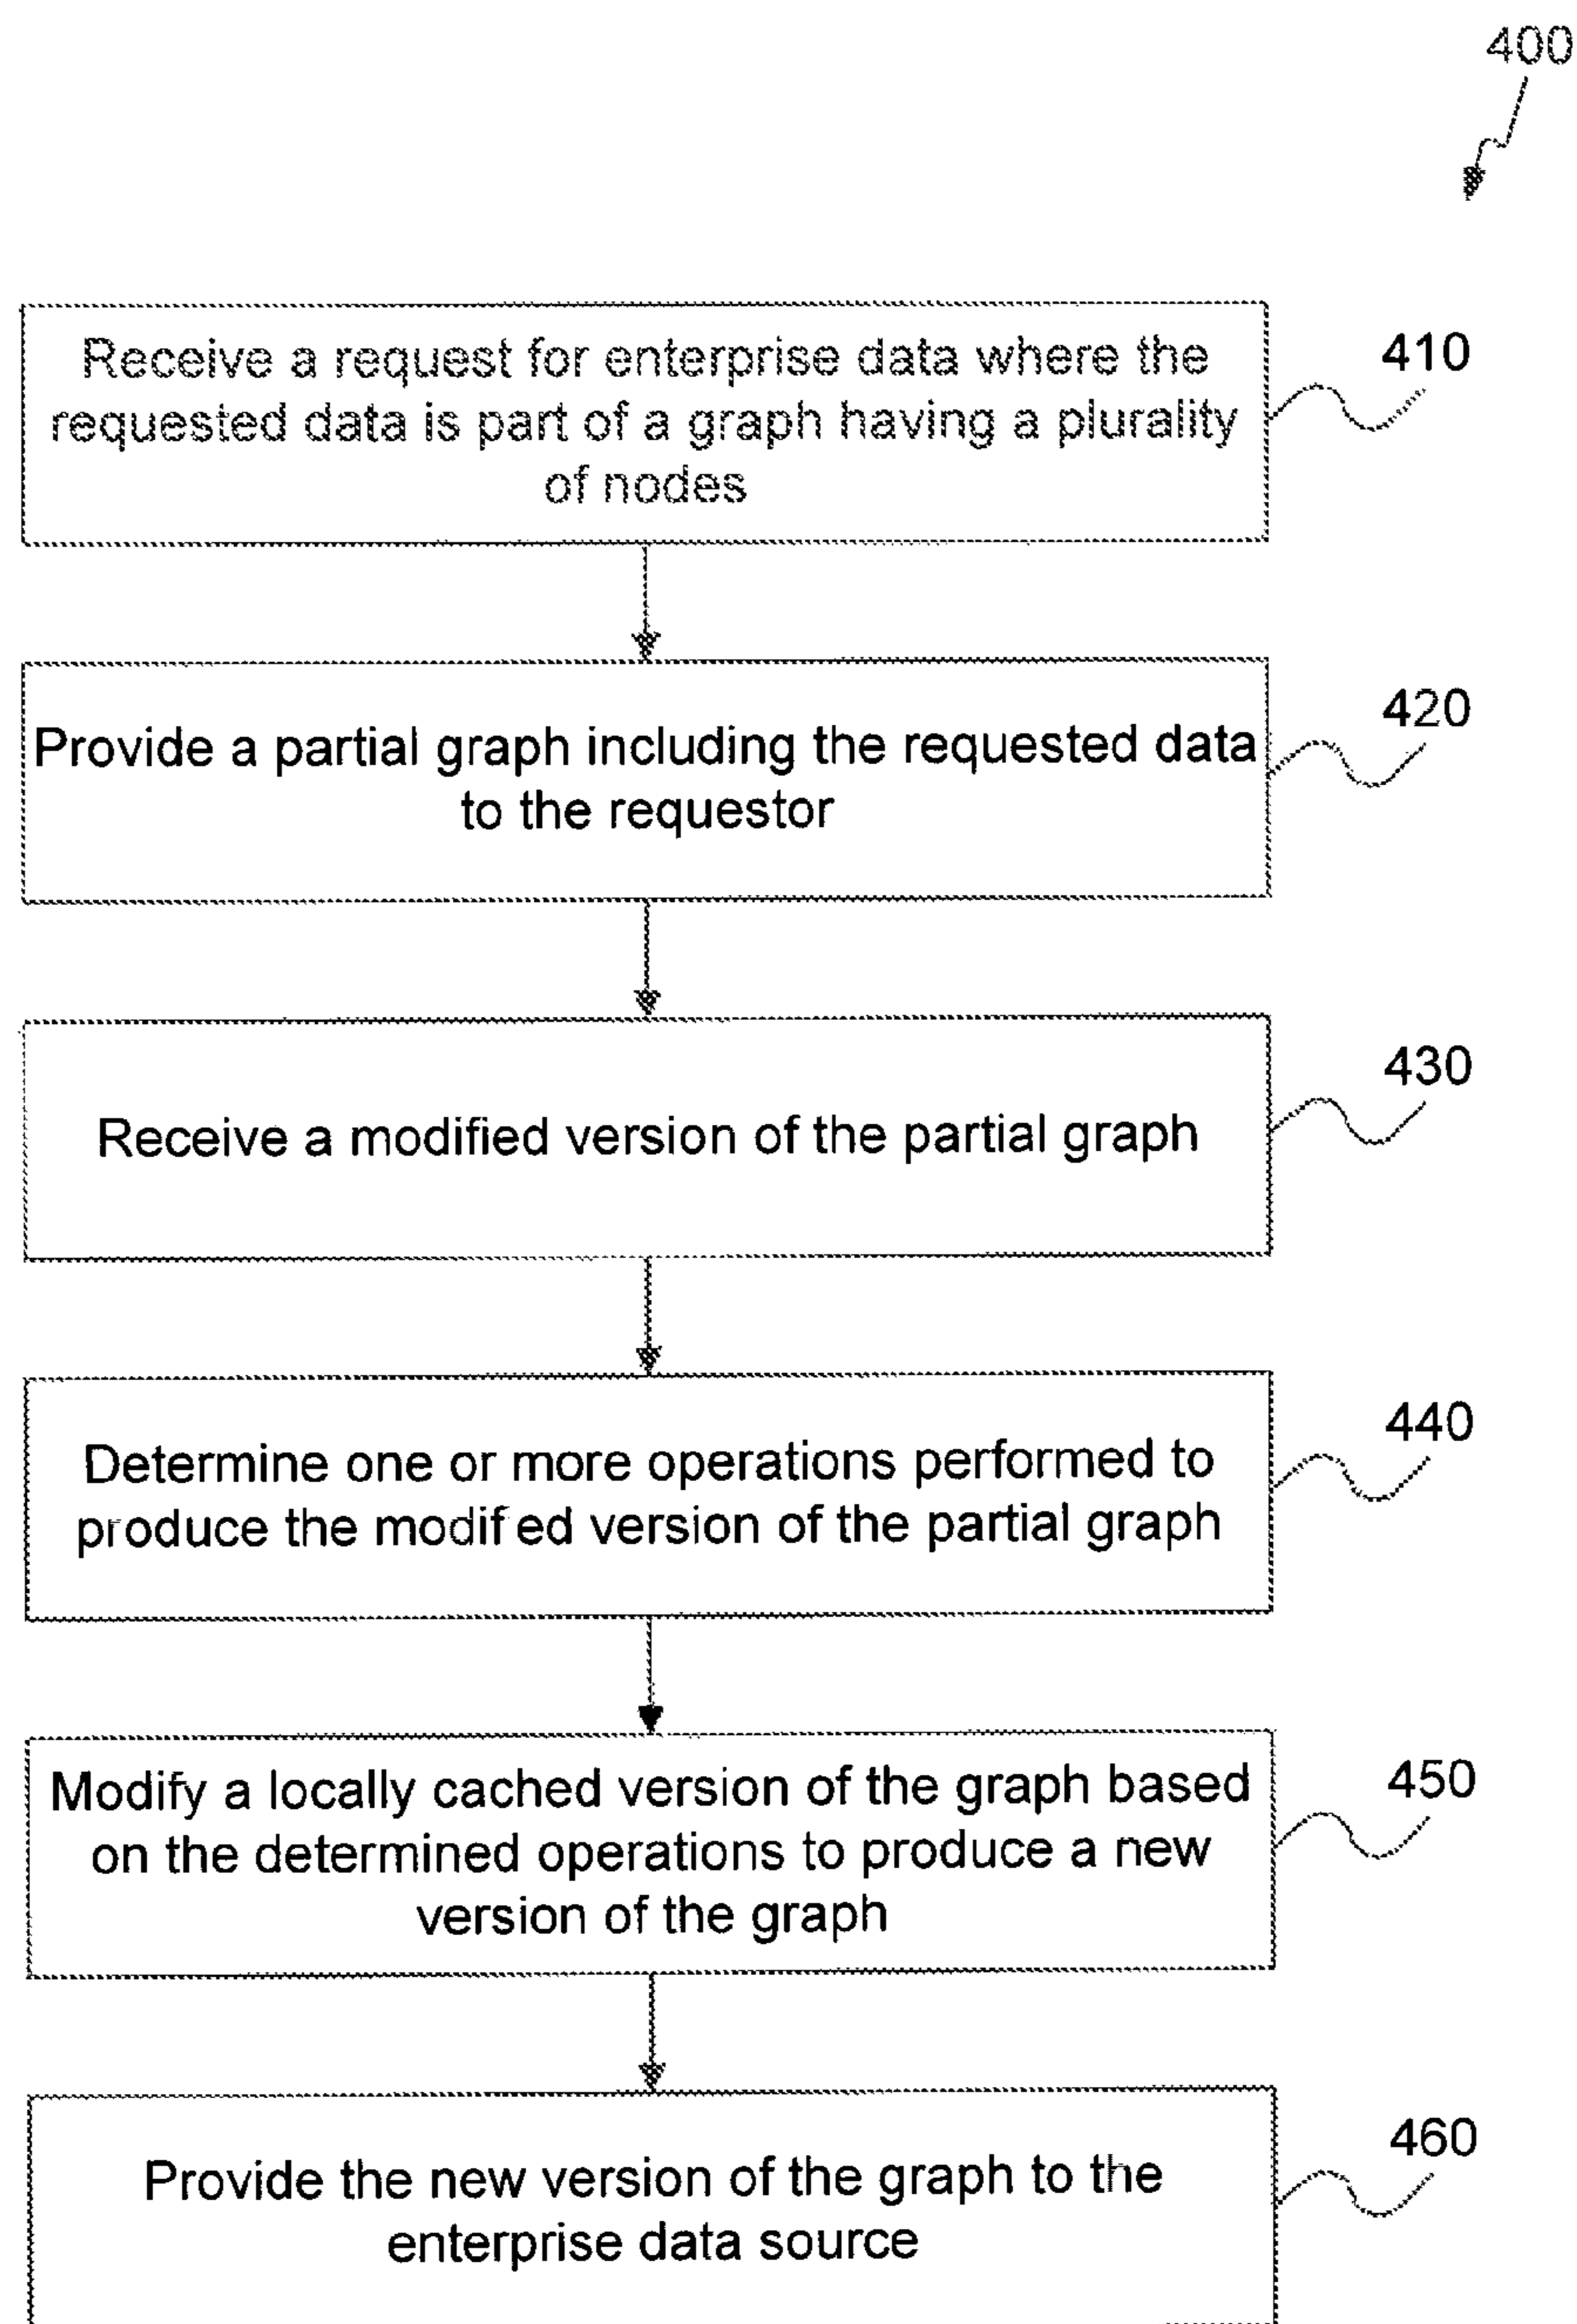 400
Receive a request for enterprise data where the
requested data is part of a graph having a plurality
of nodes
410
Provide a partial graph including the requested data
to the requestor
420
Receive a modified version of the partial graph
430
Determine one or more operations performed to
produce the modified version of the partial graph
440
Modify a locally cached version of the graph based
on the determined operations to produce a new
version of the graph
450
Provide the new version of the graph to the
enterprise data source
460